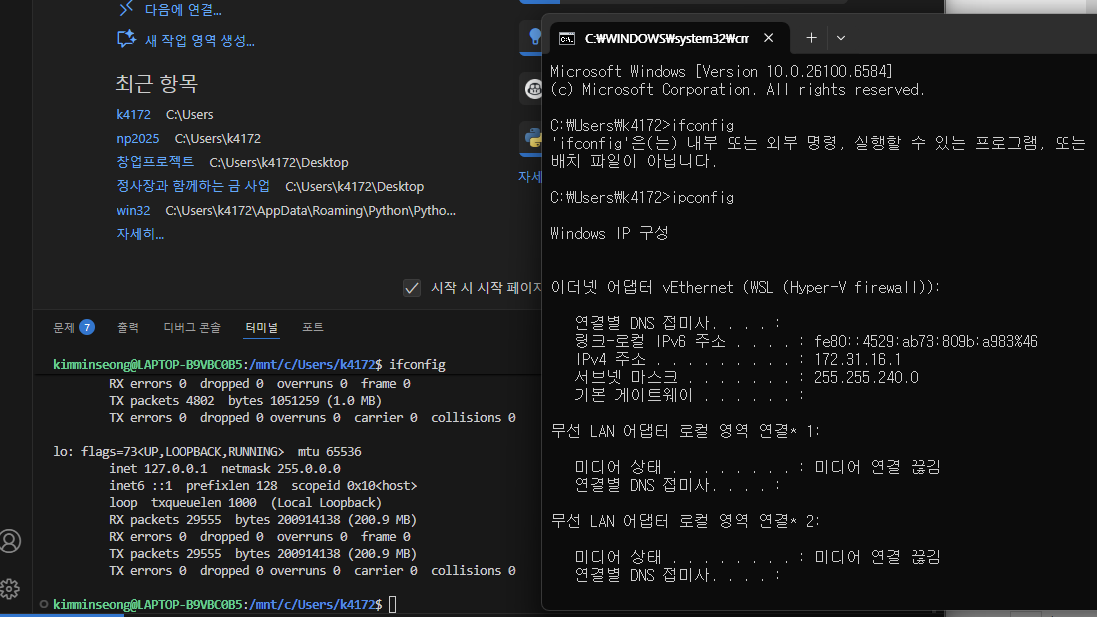 다음에 연결...
새 작업 영역 생성...
최근 항목
k4172 C:\Users
np2025 C:\Users\k4172
창업프로젝트 C:\Users\k4172\Desktop
정사장과 함께하는 금 사업 C:\Users\k4172\Desktop
win32 C:\Users\k4172\AppData\Roaming\Python\Pytho...
자세히...
자세
시작 시 시작 페이지
문제 7 출력 디버그 콘솔 터미널 포트
kimminseong@LAPTOP-B9VBC0B5:/mnt/c/Users/k4172$ ifconfig
RX errors 0 dropped 0 overruns 0 frame 0
TX packets 4802 bytes 1051259 (1.0 MB)
TX errors 0 dropped 0 overruns 0 carrier 0 collisions 0
lo: flags=73<UP,LOOPBACK,RUNNING> mtu 65536
inet 127.0.0.1 netmask 255.0.0.0
inet6 ::1 prefixlen 128 scopeid 0x10<host>
loop txqueuelen 1000 (Local Loopback)
RX packets 29555 bytes 200914138 (200.9 MB)
RX errors 0 dropped 0 overruns 0 frame 0
TX packets 29555 bytes 200914138 (200.9 MB)
TX errors 0 dropped 0 overruns 0 carrier 0 collisions 0
kimminseong@LAPTOP-B9VBC0B5:/mnt/c/Users/k4172$
C:₩WINDOWS₩system32₩cm
Microsoft Windows [Version 10.0.26100.6584]
(c) Microsoft Corporation. All rights reserved.
C:₩Users₩k4172>ifconfig
'ifconfig'은(는) 내부 또는 외부 명령, 실행할 수 있는 프로그램, 또는
배치 파일이 아닙니다.
C:₩Users₩k4172>ipconfig
Windows IP 구성
이더넷 어댑터 vEthernet (WSL (Hyper-V firewall)):
연결별 DNS 접미사. . . . :
링크-로컬 IPv6 주소 . . . . : fe80::4529:ab73:809b:a983%46
IPv4 주소 . . . . . . . . . : 172.31.16.1
서브넷 마스크 . . . . . . . : 255.255.240.0
기본 게이트웨이 . . . . . . :
무선 LAN 어댑터 로컬 영역 연결* 1:
미디어 상태 . . . . . . . . : 미디어 연결 끊김
연결별 DNS 접미사. . . . :
무선 LAN 어댑터 로컬 영역 연결* 2:
미디어 상태 . . . . . . . . : 미디어 연결 끊김
연결별 DNS 접미사. . . . :